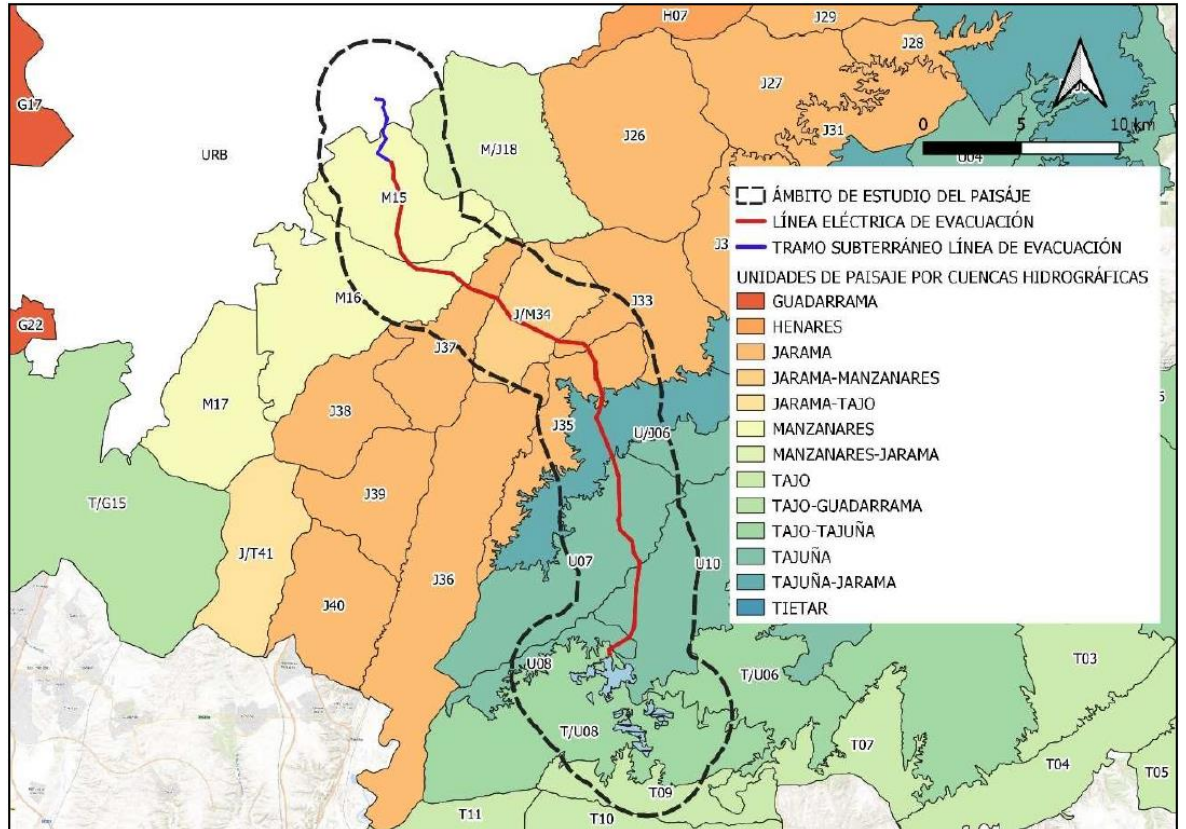 H07
J29
J28
G17
J27
URB
M/J18
J26
J31
0
5
10 km
U04
ÁMBITO DE ESTUDIO DEL PAISÁJE
LÍNEA ELÉCTRICA DE EVACUACIÓN
TRAMO SUBTERRÁNEO LÍNEA DE EVACUACIÓN
UNIDADES DE PAISAJE POR CUENCAS HIDROGRÁFICAS
GUADARRAMA
HENARES
JARAMA
JARAMA-MANZANARES
JARAMA-TAJO
MANZANARES
MANZANARES-JARAMA
TAJO
TAJO-GUADARRAMA
TAJO-TAJUÑA
TAJUÑA
TAJUÑA-JARAMA
TIETAR
M15
M16
J33
G22
J/M34
J37
M17
J38
J35
U/J06
T/G15
J39
J/T41
U07
U10
J36
J40
U08
T/U06
T03
T/U08
T07
T04
T05
T09
T11
T10